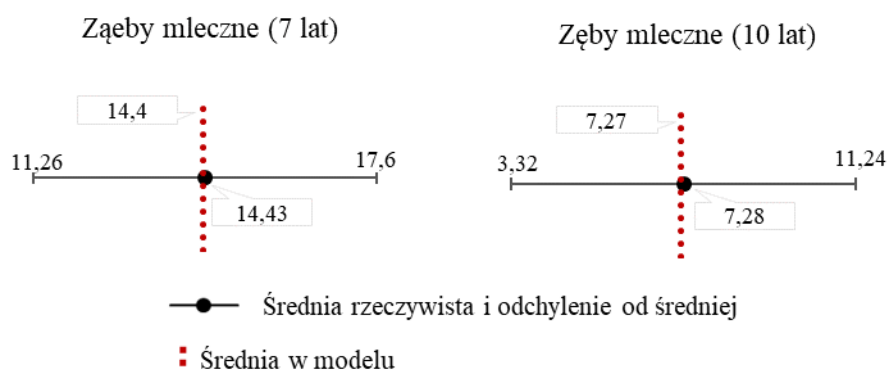 Ząeby mleczne (7 lat)
Zęby mleczne (10 lat)
14,4
11,26
17,6
14,43
7,27
3,32
11,24
7,28
Średnia rzeczywista i odchylenie od średniej
Średnia w modelu